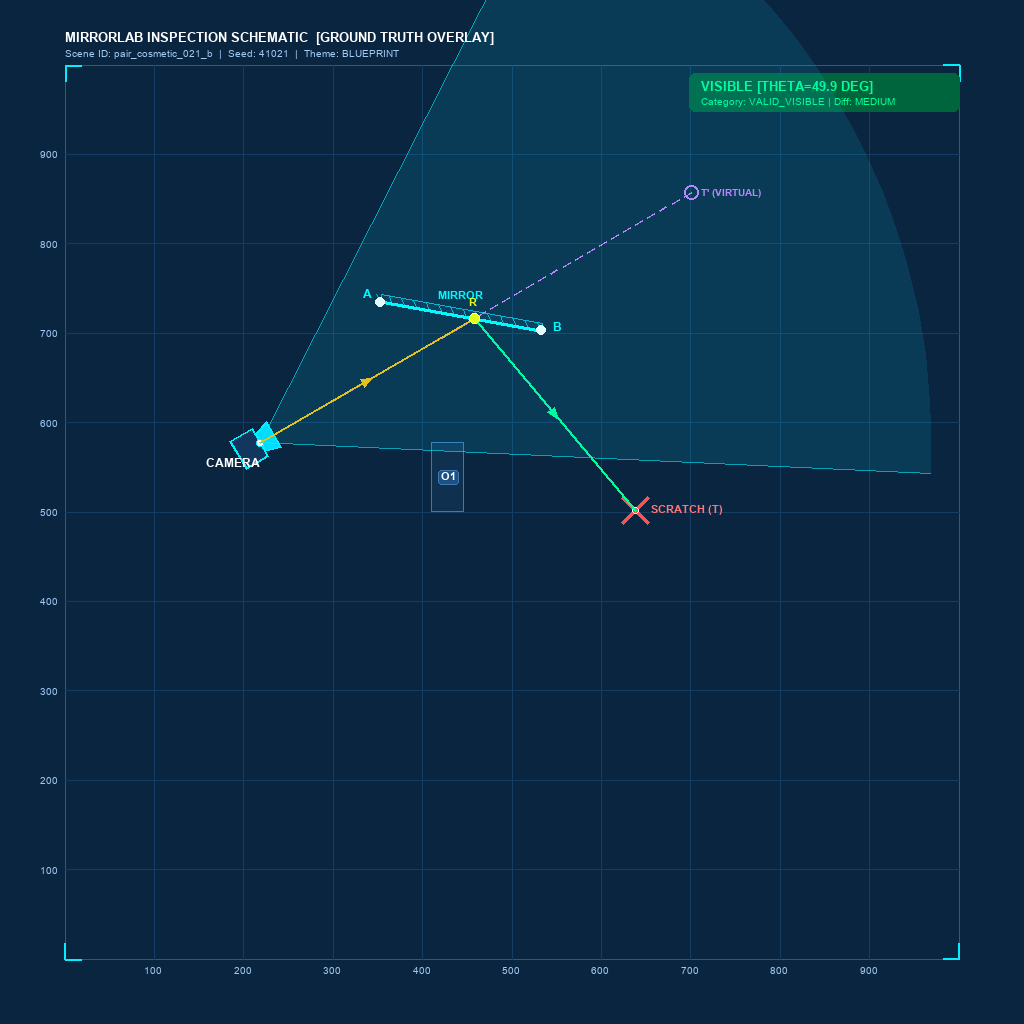 MIRRORLAB INSPECTION SCHEMATIC [GROUND TRUTH OVERLAY]
Scene ID: pair_cosmetic_021_b | Seed: 41021 | Theme: BLUEPRINT
VISIBLE [THETA=49.9 DEG]
Category: VALID_VISIBLE | Diff: MEDIUM
900
T' (VIRTUAL)
800
A
MIRROR
R
B
700
600
CAMERA
O1
500
SCRATCH (T)
400
300
200
100
100 200 300 400 500 600 700 800 900